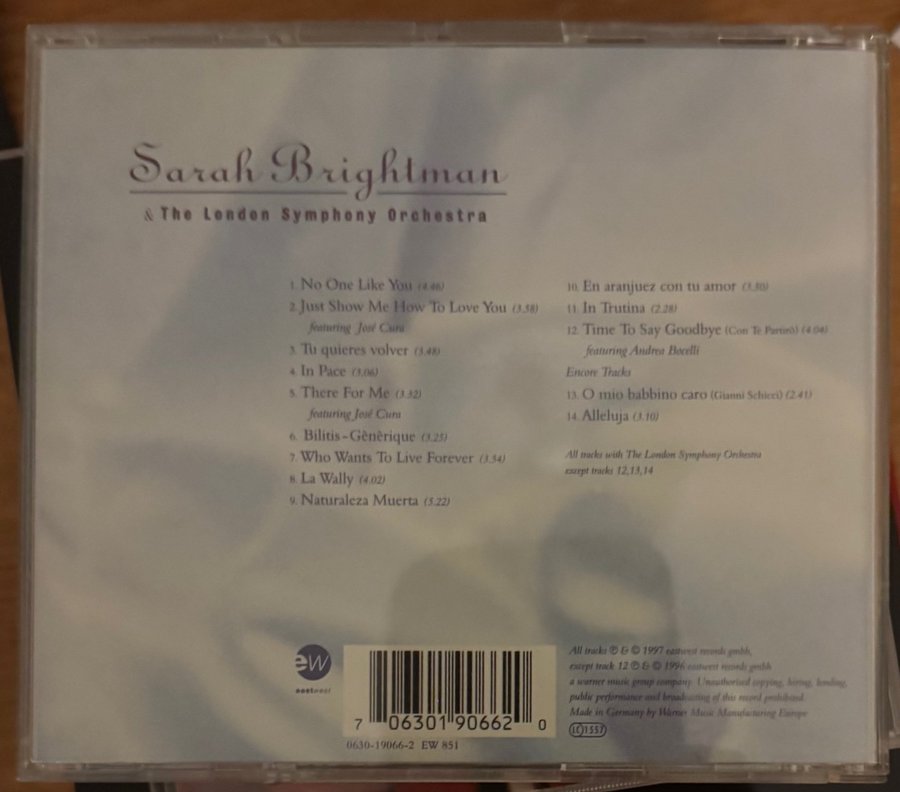 Sarah Brightman
& The London Symphony Orchestra
1. No One Like You (4.46)
2. Just Show Me How To Love You (3.58)
featuring José Cura
3. Tu quieres volver (3.48)
4. In Pace (3.06)
5. There For Me (3.32)
featuring José Cura
6. Bilitis-Gènèrique (3.25)
7. Who Wants To Live Forever (3.54)
8. La Wally (4.02)
9. Naturaleza Muerta (5.22)
10. En aranjuez con tu amor (3.30)
11. In Trutina (2.28)
12. Time To Say Goodbye (Con Te Partirò) (4.04)
featuring Andrea Bocelli
Encore Tracks
13. O mio babbino caro (Gianni Schicci) (2.41)
14. Alleluja (3.10)
All tracks with The London Symphony Orchestra
except tracks 12,13,14
ew
eastwest
7 06301 90662 0
0630-19066-2 EW 851
All tracks ℗ & © 1997 eastwest records gmbh,
except track 12 ℗ & © 1996 eastwest records gmbh
a warner music group company. Unauthorised copying, hiring, lending,
public performance and broadcasting of this record prohibited.
Made in Germany by Warner Music Manufacturing Europe
LC 1557